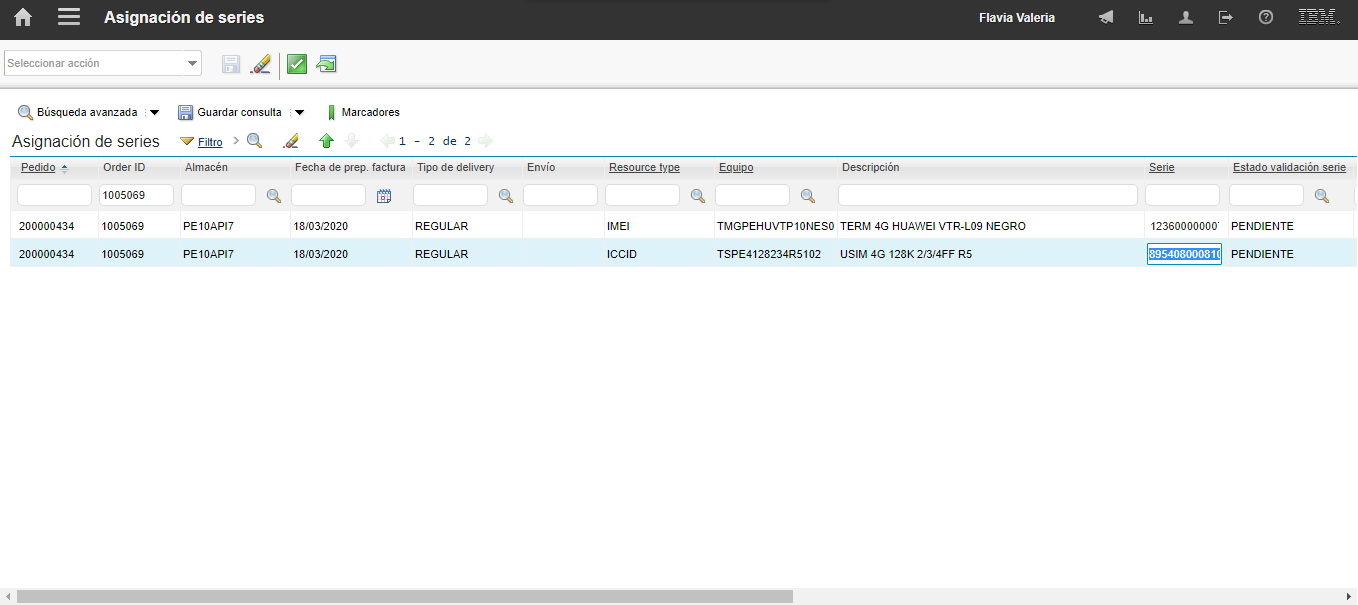 Asignación de series Flavia Valeria IBM.
Seleccionar acción
Búsqueda avanzada Guardar consulta Marcadores
Asignación de series Filtro 1 - 2 de 2
Pedido Order ID Almacén Fecha de prep. factura Tipo de delivery Envío Resource type Equipo Descripción Serie Estado validación serie
1005069
200000434 1005069 PE10API7 18/03/2020 REGULAR IMEI TMGPEHUVTP10NES0 TERM 4G HUAWEI VTR-L09 NEGRO 12360000000 PENDIENTE
200000434 1005069 PE10API7 18/03/2020 REGULAR ICCID TSPE4128234R5102 USIM 4G 128K 2/3/4FF R5 89540800081 PENDIENTE